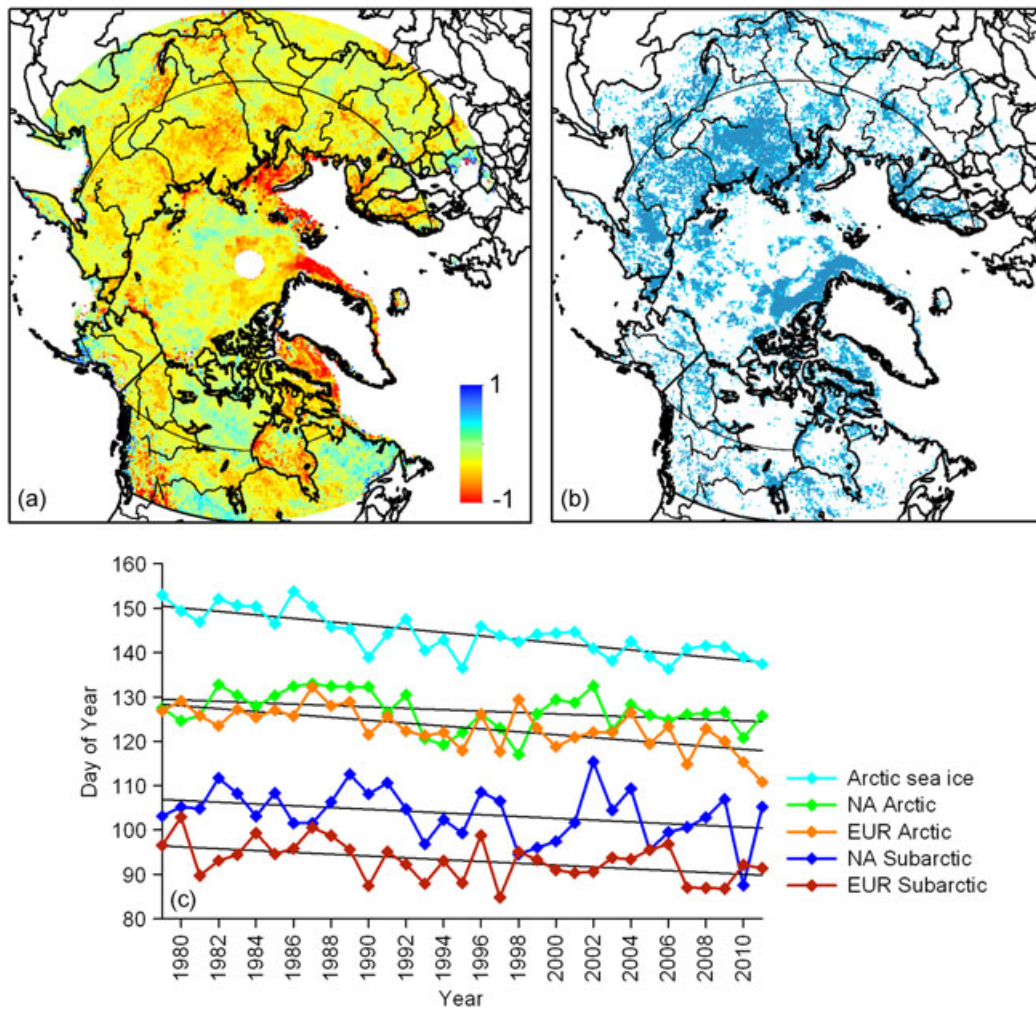 (a)
1
-1
(b)
160
150
140
130
120
110
100
90
80
Day of Year
(c)
1980
1982
1984
1986
1988
1990
1992
1994
1996
1998
2000
2002
2004
2006
2008
2010
Year
Arctic sea ice
NA Arctic
EUR Arctic
NA Subarctic
EUR Subarctic